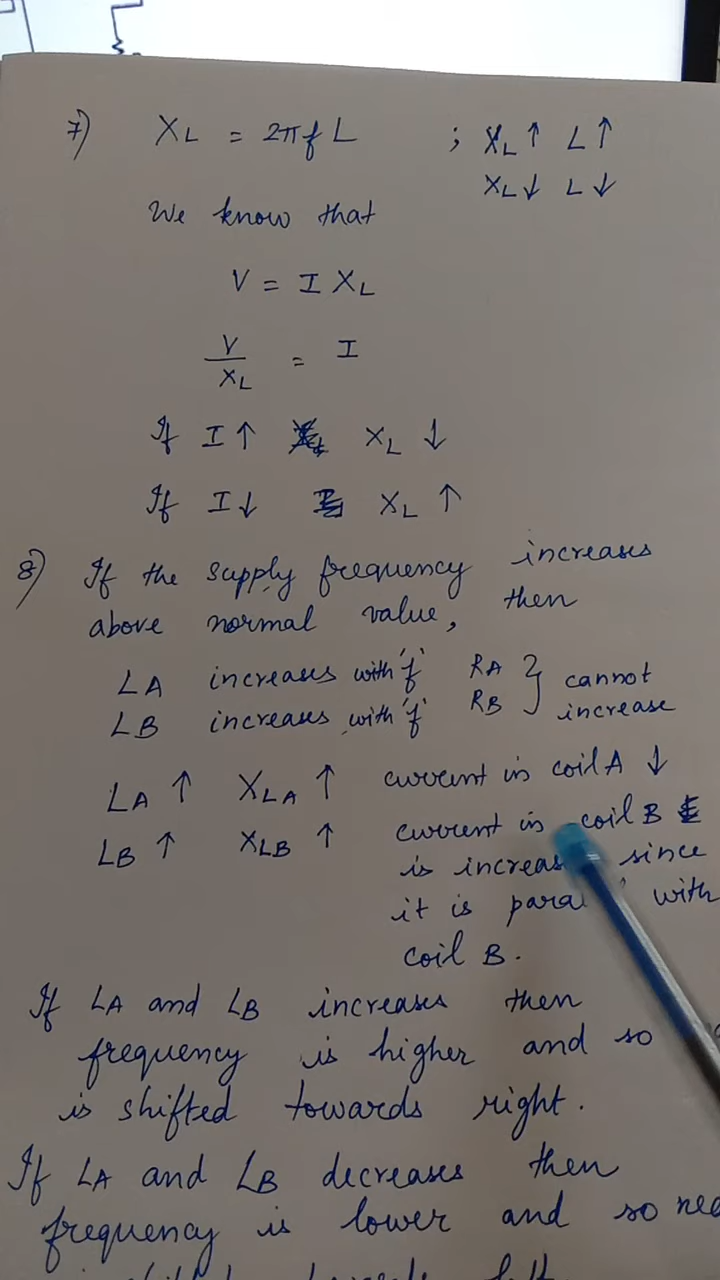 7) XL = 2πfL ; XL↑ L↑
XL↓ L↓
We know that
V = I XL
V/XL = I
If I↑ XL ↓
If I↓ XL ↑
8) If the supply frequency increases
above normal value, then
LA increases with 'f' RA } cannot
LB increases with 'f' RB } increase
LA ↑ XLA ↑ current in coil A ↓
LB ↑ XLB ↑ current in coil B
is increas since
it is para with
coil B.
If LA and LB increases then
frequency is higher and so
is shifted towards right.
If LA and LB decreases then
frequency is lower and so